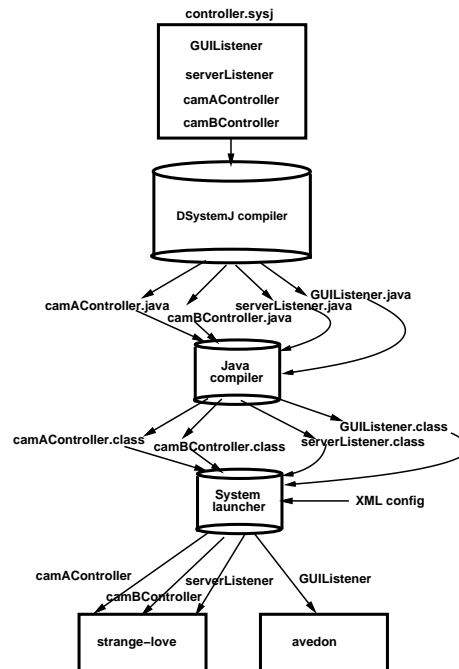 controller.sysj
GUIListener
serverListener
camAController
camBController
DSystemJ compiler
GUIListener.java
camAController.java
serverListener.java
camBController.java
Java
compiler
GUIListener.class
camAController.class
serverListener.class
camBController.class
System
launcher
XML config
camAController
serverListener
GUIListener
camBController
strange−love
avedon